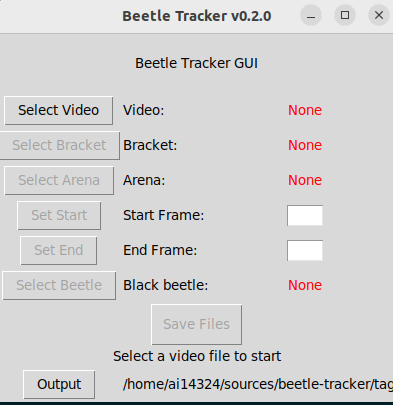 Beetle Tracker v0.2.0
Beetle Tracker GUI
Select Video Video: None
Select Bracket Bracket: None
Select Arena Arena: None
Set Start Start Frame:
Set End End Frame:
Select Beetle Black beetle: None
Save Files
Select a video file to start
Output /home/ai14324/sources/beetle-tracker/tag